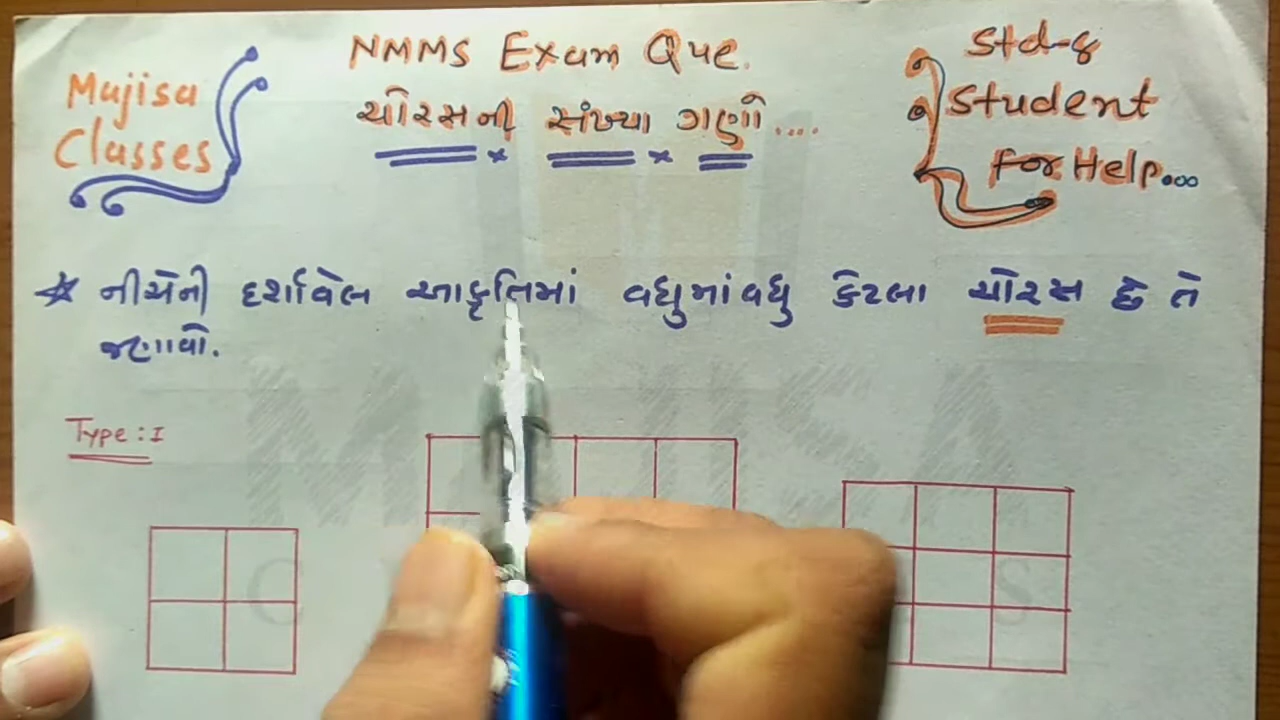 Majisa
Classes
NMMS Exam Que.
ચોરસની સંખ્યા ગણો....
Std-8
Student
For Help...
નીચેની દર્શાવેલ આકૃતિમાં વધુમાંવધુ કેટલા ચોરસ છે તે
જણાવો.
Type : I